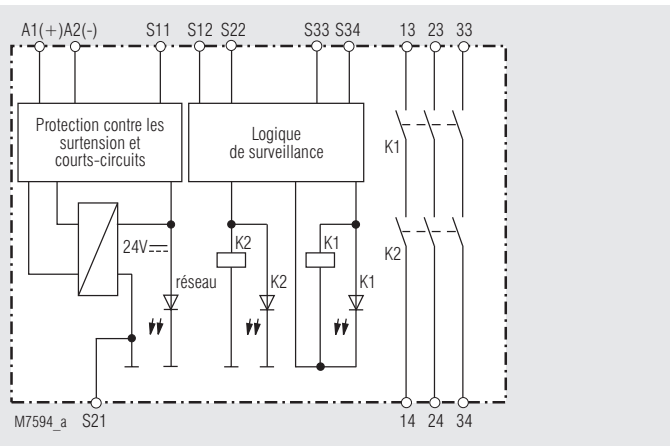 A1(+) A2(-) S11 S12 S22 S33 S34 13 23 33
Protection contre les
surtension et
courts-circuits
Logique
de surveillance
K1
K2
24V
K2
K1
réseau
K2
K1
M7594_a
S21
14 24 34